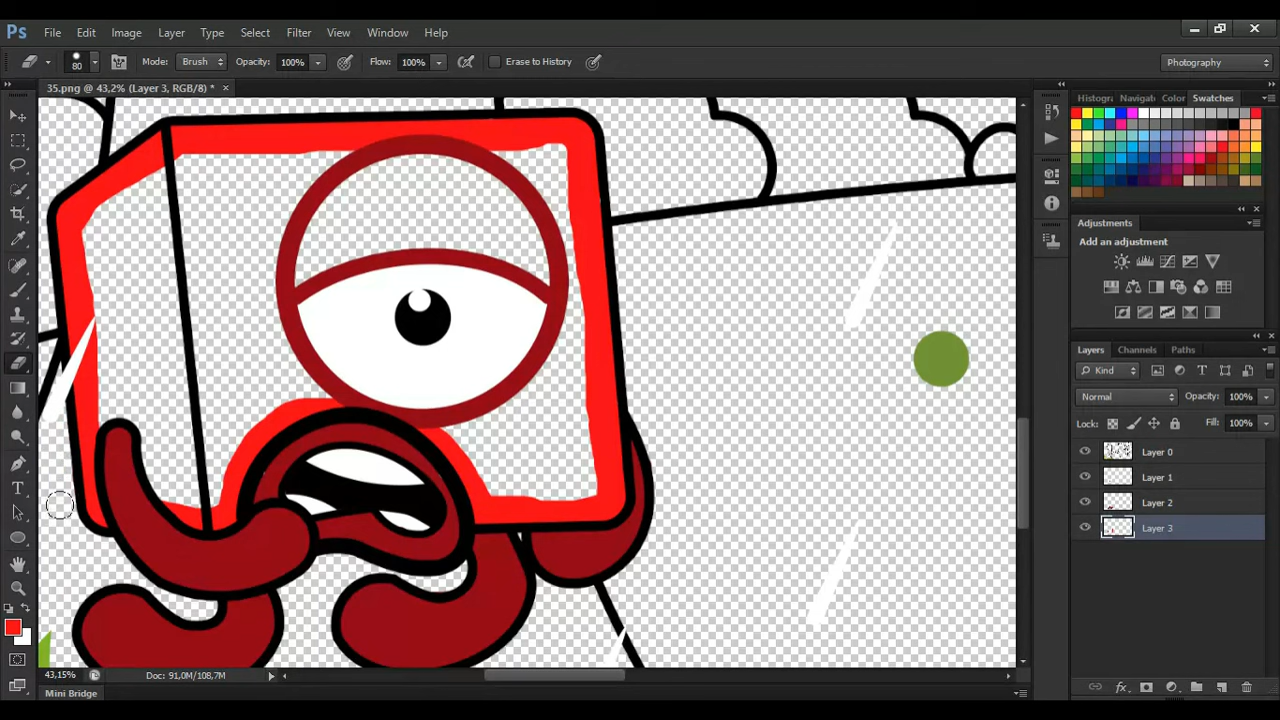 Ps File Edit Image Layer Type Select Filter View Window Help
80 Mode: Brush Opacity: 100% Flow: 100% Erase to History Photography
35.png @ 43,2% (Layer 3, RGB/8) * ×
Histogr Navigat Color Swatches
Adjustments
Add an adjustment
Layers Channels Paths
Kind
Normal Opacity: 100%
Lock: Fill: 100%
Layer 0
Layer 1
Layer 2
Layer 3
43,15% Doc: 91,0M/108,7M
Mini Bridge